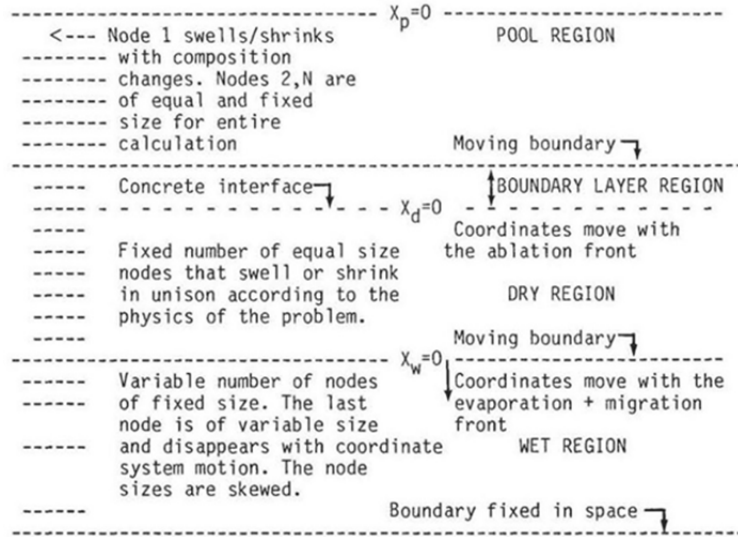 X_p=0
<--- Node 1 swells/shrinks POOL REGION
with composition
changes. Nodes 2,N are
of equal and fixed
size for entire
calculation Moving boundary
Concrete interface BOUNDARY LAYER REGION
X_d=0
Coordinates move with
Fixed number of equal size the ablation front
nodes that swell or shrink
in unison according to the DRY REGION
physics of the problem.
Moving boundary
X_w=0
Variable number of nodes Coordinates move with the
of fixed size. The last evaporation + migration
node is of variable size front
and disappears with coordinate WET REGION
system motion. The node
sizes are skewed.
Boundary fixed in space